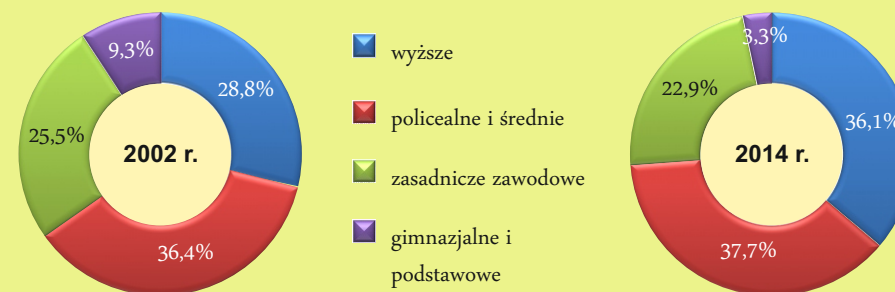 9,3%
28,8%
25,5%
2002 r.
36,4%
wyższe
policealne i średnie
zasadnicze zawodowe
gimnazjalne i
podstawowe
3,3%
22,9%
36,1%
2014 r.
37,7%